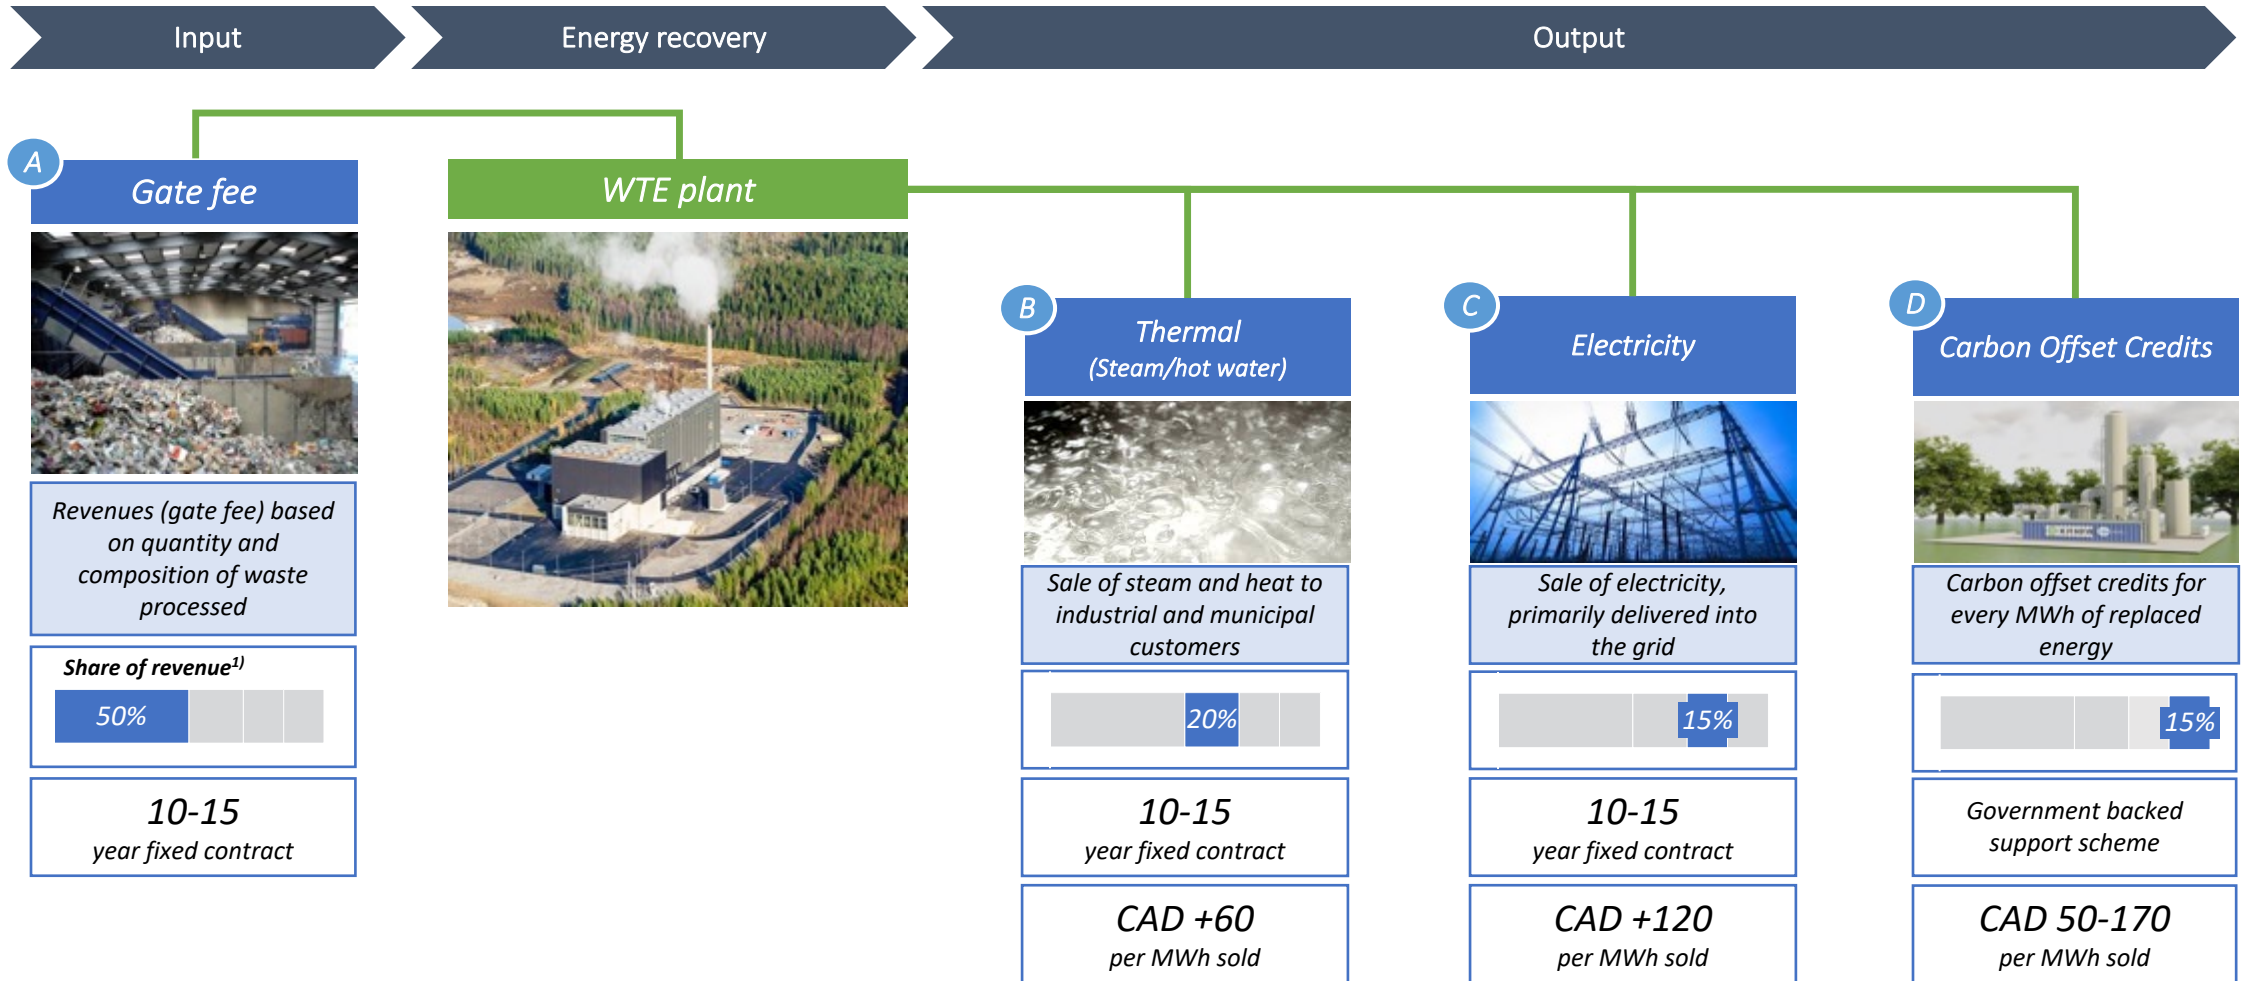 Input
Energy recovery
Output
A
Gate fee
WTE plant
Revenues (gate fee) based
on quantity and
composition of waste
processed
Share of revenue1)
50%
10-15
year fixed contract
B
Thermal
(Steam/hot water)
Sale of steam and heat to
industrial and municipal
customers
20%
10-15
year fixed contract
CAD +60
per MWh sold
C
Electricity
Sale of electricity,
primarily delivered into
the grid
15%
10-15
year fixed contract
CAD +120
per MWh sold
D
Carbon Offset Credits
Carbon offset credits for
every MWh of replaced
energy
15%
Government backed
support scheme
CAD 50-170
per MWh sold